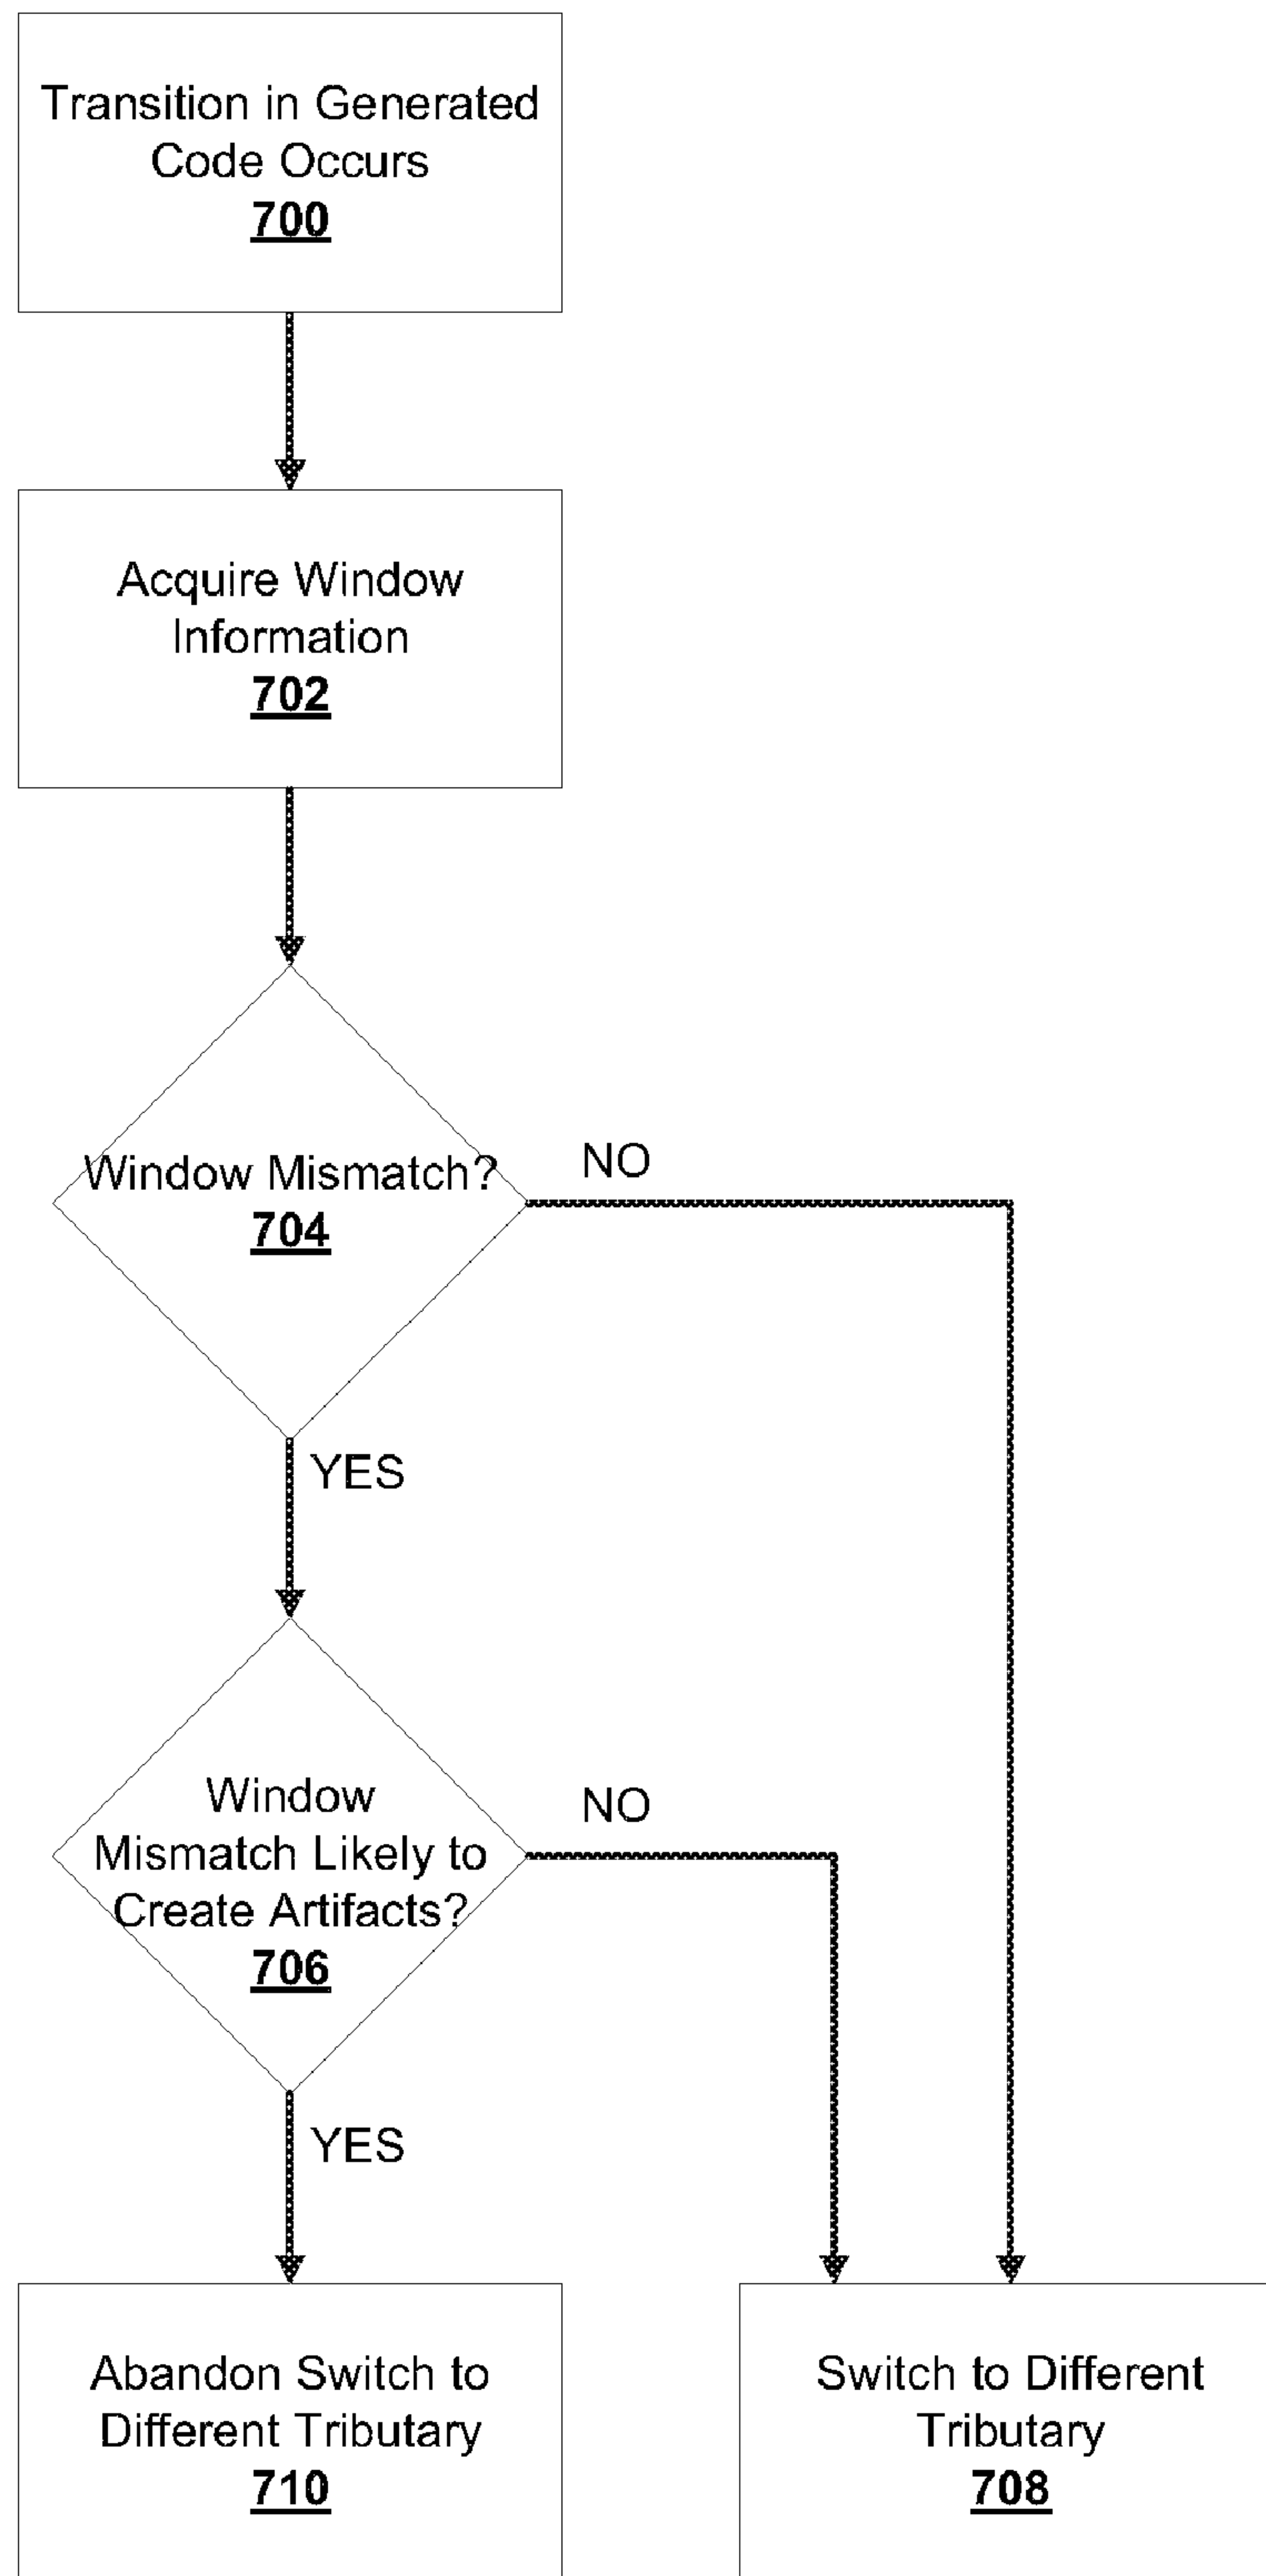 Transition in Generated
Code Occurs
700
Acquire Window
Information
702
Window Mismatch?
704
NO
YES
Window
Mismatch Likely to
Create Artifacts?
706
NO
YES
Abandon Switch to
Different Tributary
710
Switch to Different
Tributary
708